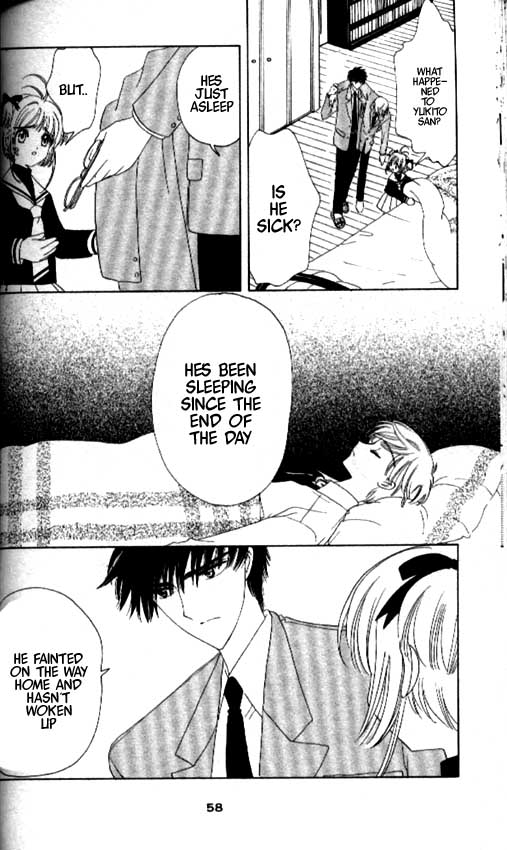 WHAT
HAPPE-
NED
TO
YUKITO
SAN?
IS
HE
SICK?
HES
JUST
ASLEEP
BUT..
HES BEEN
SLEEPING
SINCE THE
END OF
THE DAY
HE FAINTED
ON THE WAY
HOME AND
HASN'T
WOKEN
UP
58